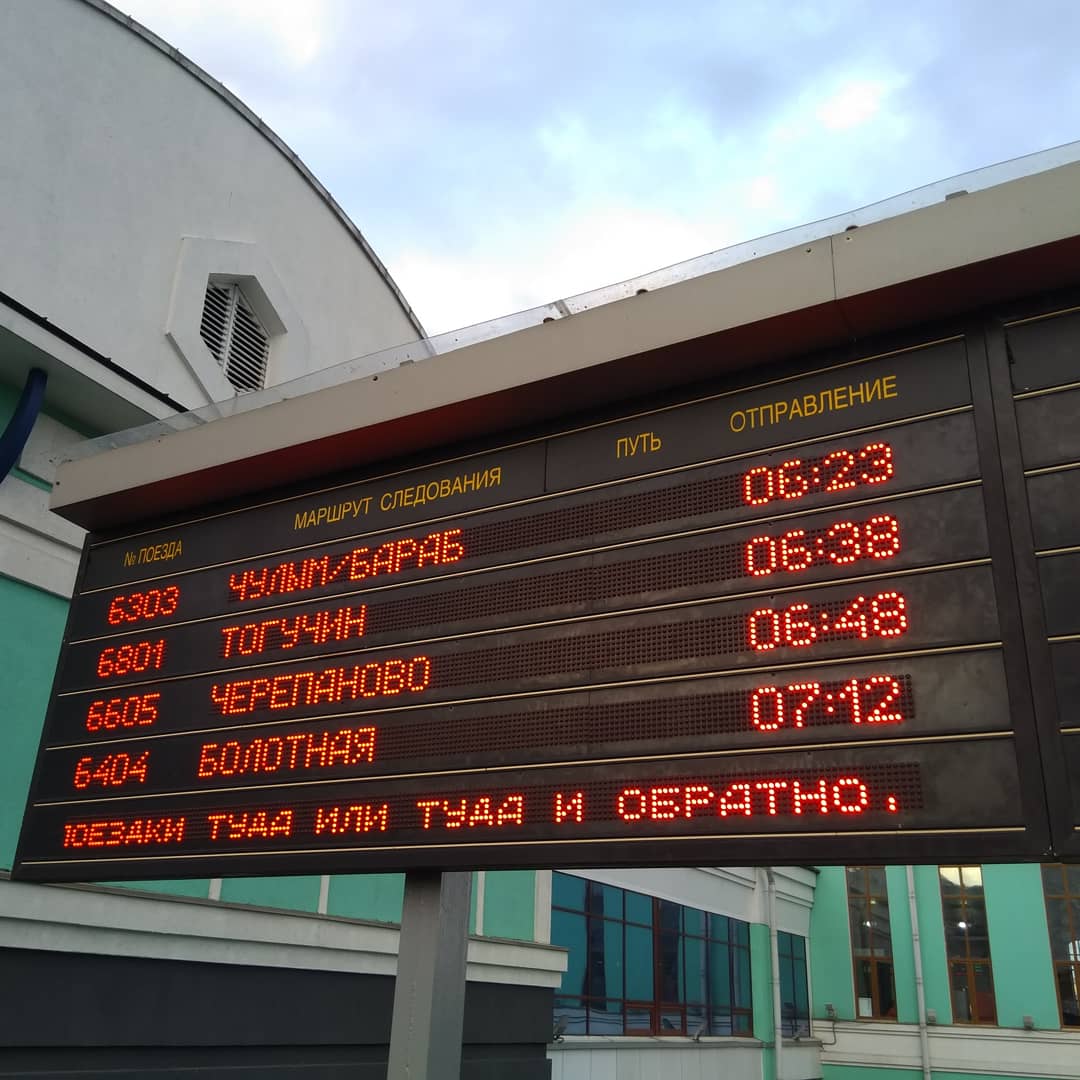 № ПОЕЗДА МАРШРУТ СЛЕДОВАНИЯ ПУТЬ ОТПРАВЛЕНИЕ
6303 ЧУЛЫМ/БАРАБ 06:23
6801 ТОГУЧИН 06:38
6605 ЧЕРЕПАНОВО 06:48
6404 БОЛОТНАЯ 07:12
ТУДА ИЛИ ТУДА И ОБРАТНО,